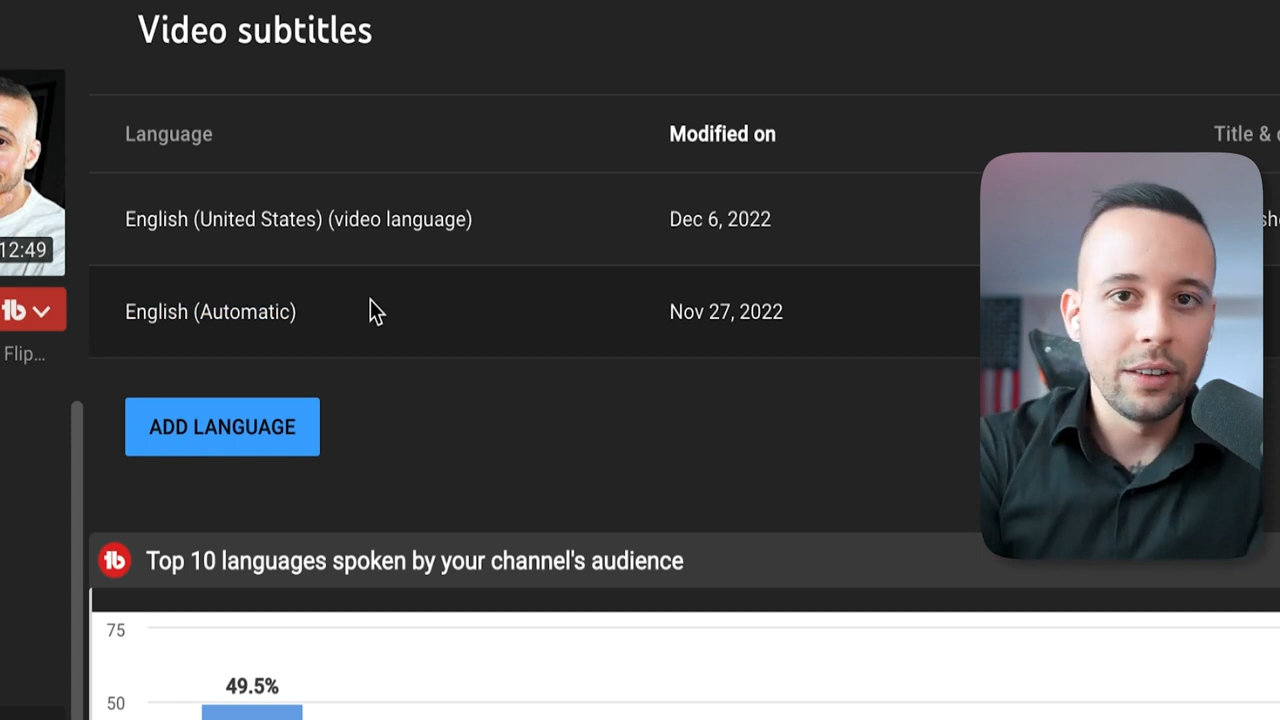 Video subtitles
Language Modified on Title &
English (United States) (video language) Dec 6, 2022
12:49
English (Automatic) Nov 27, 2022
Flip...
ADD LANGUAGE
Top 10 languages spoken by your channel's audience
75
49.5%
50